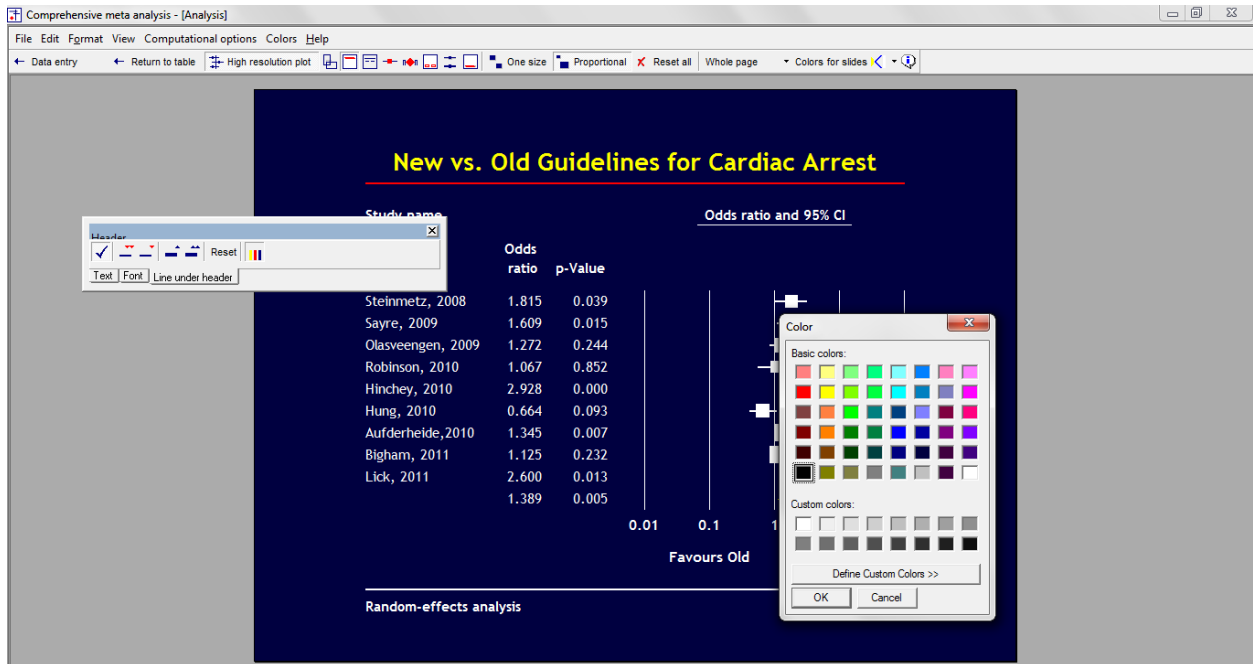 Comprehensive meta analysis - [Analysis]
File Edit Format View Computational options Colors Help
Data entry Return to table High resolution plot One size Proportional Reset all Whole page Colors for slides
New vs. Old Guidelines for Cardiac Arrest
Study name Odds ratio and 95% CI
Header
Reset
Text Font Line under header
Odds
ratio p-Value
Steinmetz, 2008 1.815 0.039
Sayre, 2009 1.609 0.015
Olasveengen, 2009 1.272 0.244
Robinson, 2010 1.067 0.852
Hinchey, 2010 2.928 0.000
Hung, 2010 0.664 0.093
Aufderheide,2010 1.345 0.007
Bigham, 2011 1.125 0.232
Lick, 2011 2.600 0.013
1.389 0.005
0.01 0.1 1
Favours Old
Random-effects analysis
Color
Basic colors:
Custom colors:
Define Custom Colors >>
OK Cancel